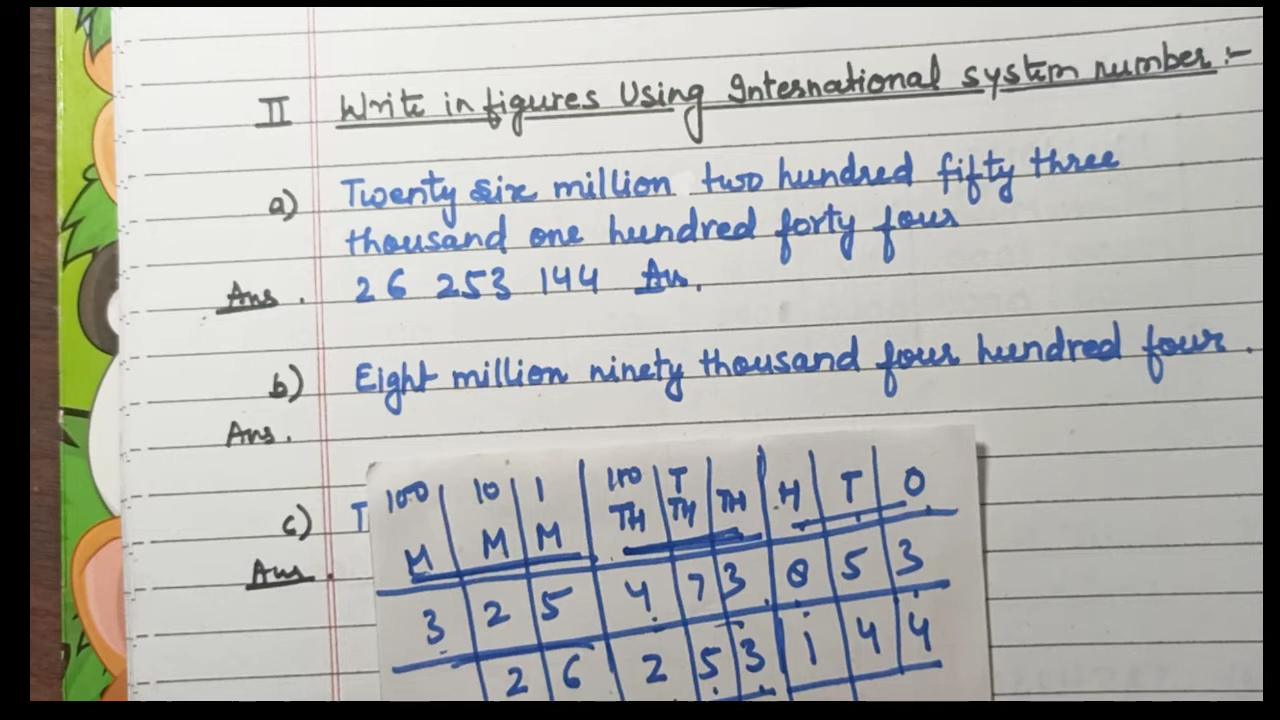 II Write in figures Using International system number :-
a) Twenty six million two hundred fifty three
thousand one hundred forty four
Ans. 26 253 144 An.
b) Eight million ninety thousand four hundred four.
Ans.
c) T
Ans.
100 M 10 M 1 M 100 TH T TH TH H T O
3 2 5 4 7 3 0 5 3
2 6 2 5 3 1 4 4